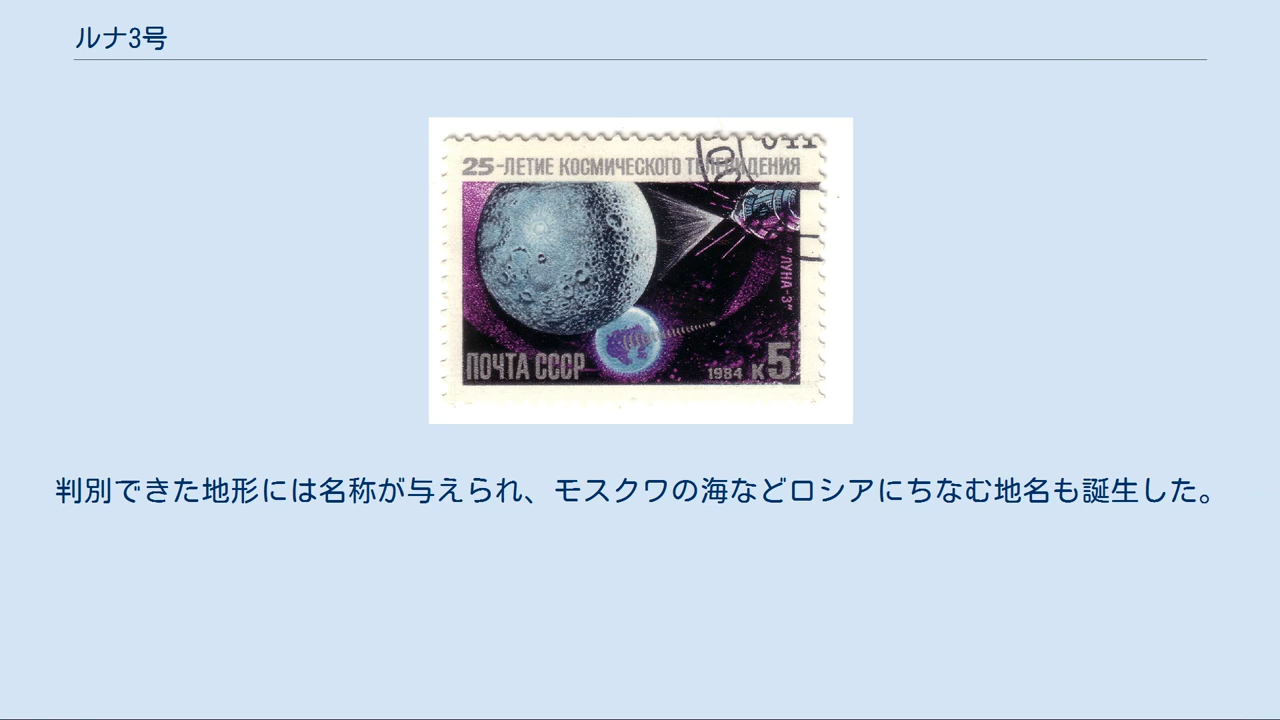 ルナ3号
25-ЛЕТИЕ КОСМИЧЕСКОГО ТЕЛЕВИДЕНИЯ
"ЛУНА-3"
ПОЧТА СССР
1984 к5
判別できた地形には名称が与えられ、モスクワの海などロシアにちなむ地名も誕生した。